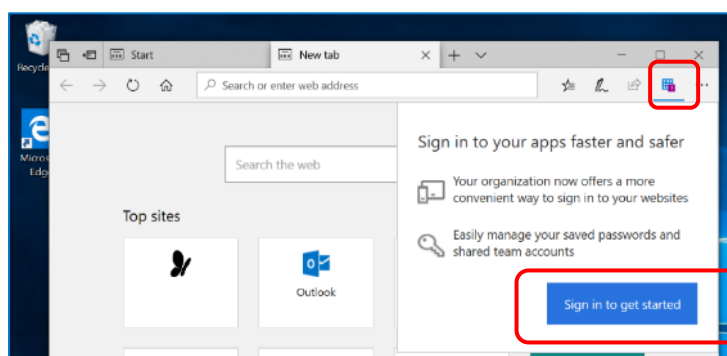 Recycle
Micros
Edg
Start
New tab
Search or enter web address
Search the web
Top sites
Outlook
Sign in to your apps faster and safer
Your organization now offers a more
convenient way to sign in to your websites
Easily manage your saved passwords and
shared team accounts
Sign in to get started